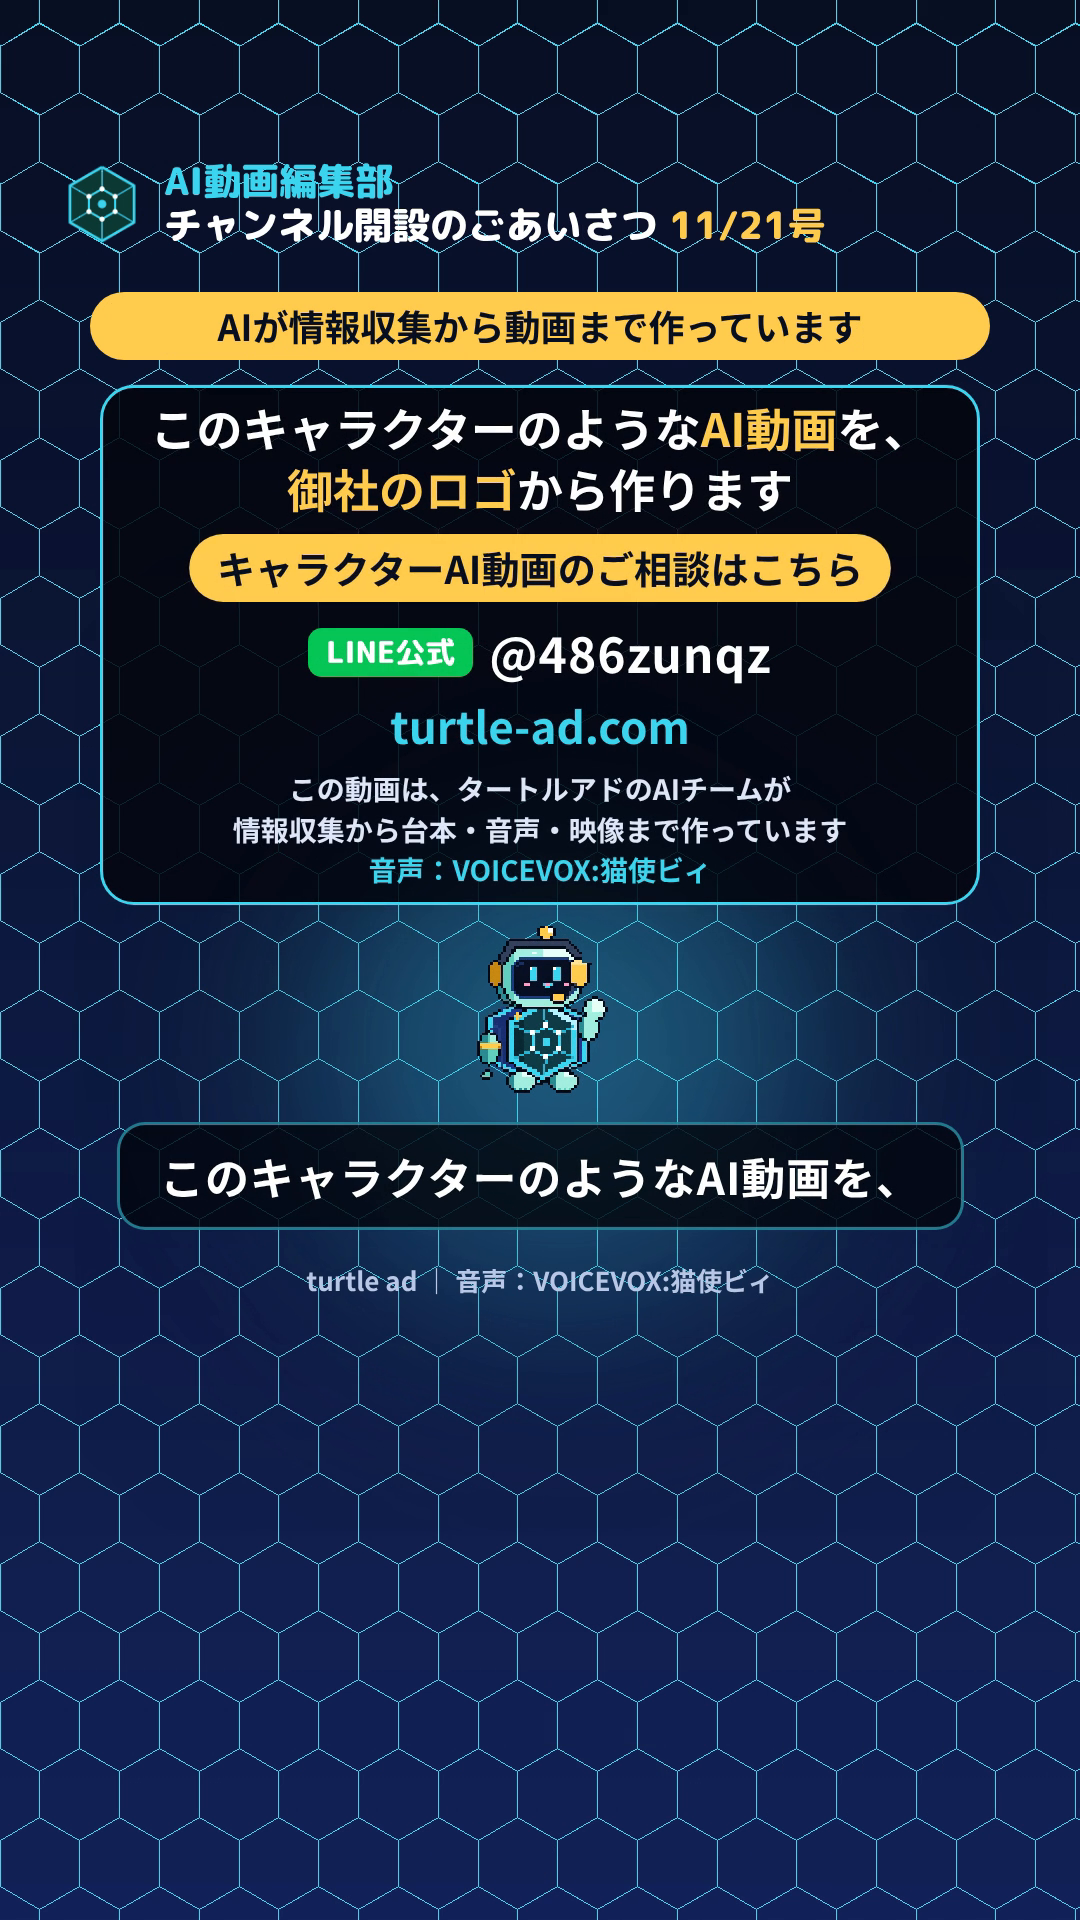 AI動画編集部
チャンネル開設のごあいさつ 11/21号
AIが情報収集から動画まで作っています
このキャラクターのようなAI動画を、
御社のロゴから作ります
キャラクターAI動画のご相談はこちら
LINE公式 @486zunqz
turtle-ad.com
この動画は、タートルアドのAIチームが
情報収集から台本・音声・映像まで作っています
音声：VOICEVOX:猫使ビィ
このキャラクターのようなAI動画を、
turtle ad ｜ 音声：VOICEVOX:猫使ビィ